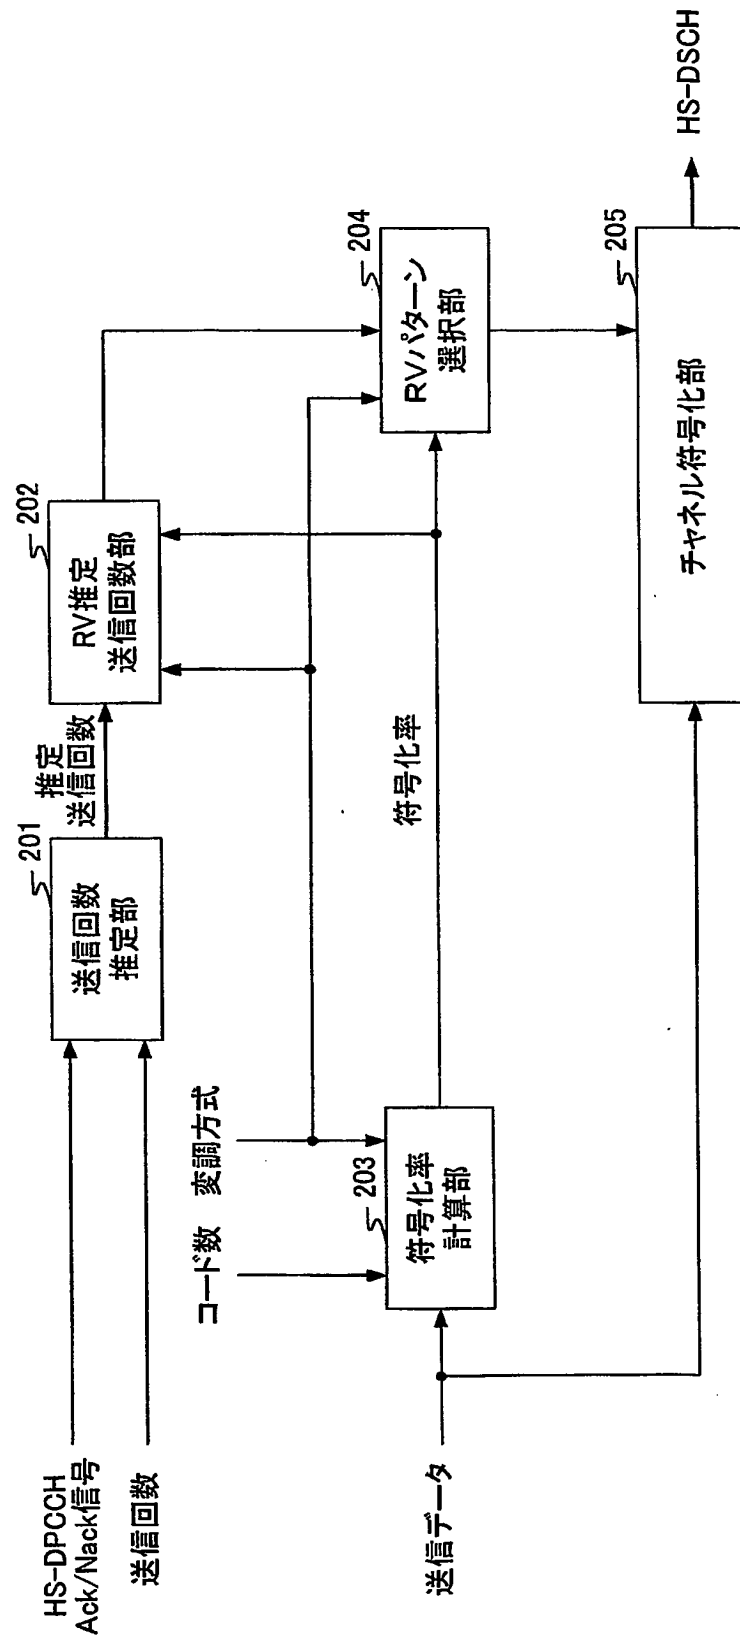 HS-DPCCH
Ack/Nack信号
送信回数
201
送信回数
推定部
推定
送信回数
202
RV推定
送信回数部
コード数
変調方式
203
符号化率
計算部
送信データ
符号化率
204
RVパターン
選択部
205
チャネル符号化部
HS-DSCH